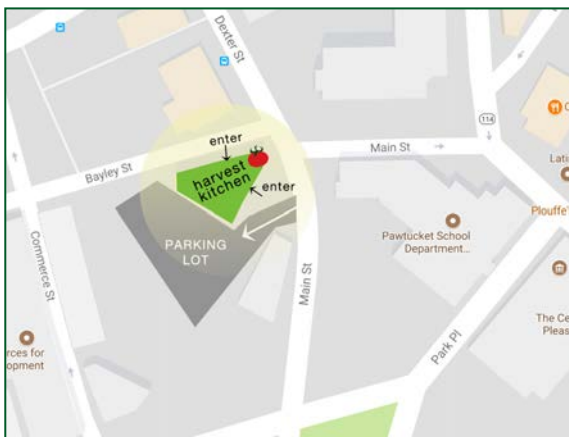 Dexter St
enter
Bayley St
harvest
kitchen
enter
Main St
114
Lati
Plouffe's
PARKING
LOT
Pawtucket School
Department...
Commerce St
Main St
Park Pl
The Ce
Pleas
rces for
opment